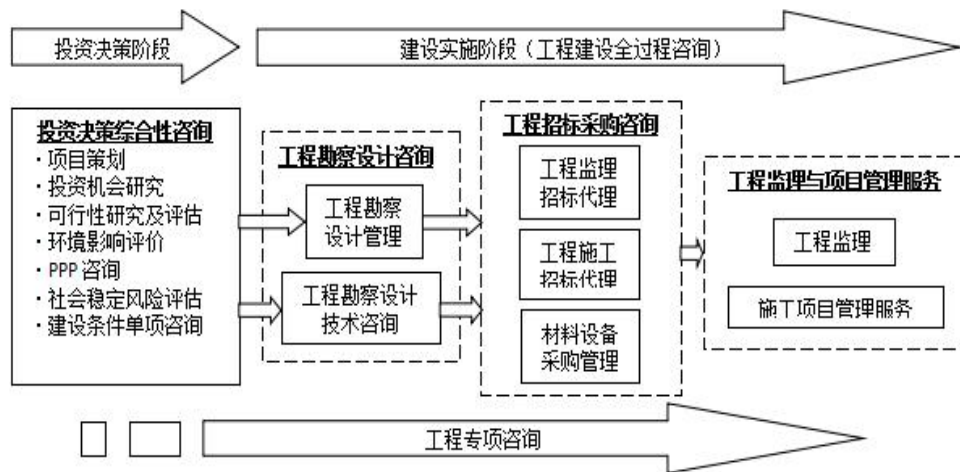 投资决策阶段
建设实施阶段（工程建设全过程咨询）
投资决策综合性咨询
·项目策划
·投资机会研究
·可行性研究及评估
·环境影响评价
·PPP 咨询
·社会稳定风险评估
·建设条件单项咨询
工程勘察设计咨询
工程勘察
设计管理
工程勘察设计
技术咨询
工程招标采购咨询
工程监理
招标代理
工程施工
招标代理
材料设备
采购管理
工程监理与项目管理服务
工程监理
施工项目管理服务
工程专项咨询